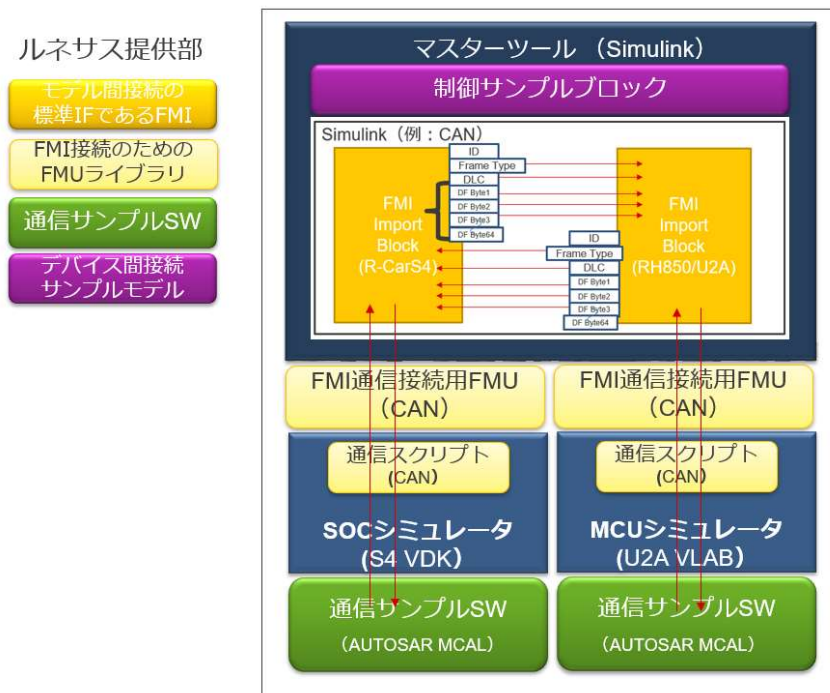 ルネサス提供部
モデル間接続の
標準IFであるFMI
FMI接続のための
FMUライブラリ
通信サンプルSW
デバイス間接続
サンプルモデル
マスターツール （Simulink）
制御サンプルブロック
Simulink（例：CAN）
FMI
Import
Block
(R-CarS4)
ID
Frame Type
DLC
DF Byte1
DF Byte2
DF Byte3
DF Byte64
ID
Frame Type
DLC
DF Byte1
DF Byte2
DF Byte3
DF Byte64
FMI
Import
Block
(RH850/U2A)
FMI通信接続用FMU
（CAN）
通信スクリプト
(CAN)
SOCシミュレータ
(S4 VDK)
通信サンプルSW
（AUTOSAR MCAL）
FMI通信接続用FMU
（CAN）
通信スクリプト
(CAN)
MCUシミュレータ
(U2A VLAB)
通信サンプルSW
（AUTOSAR MCAL）